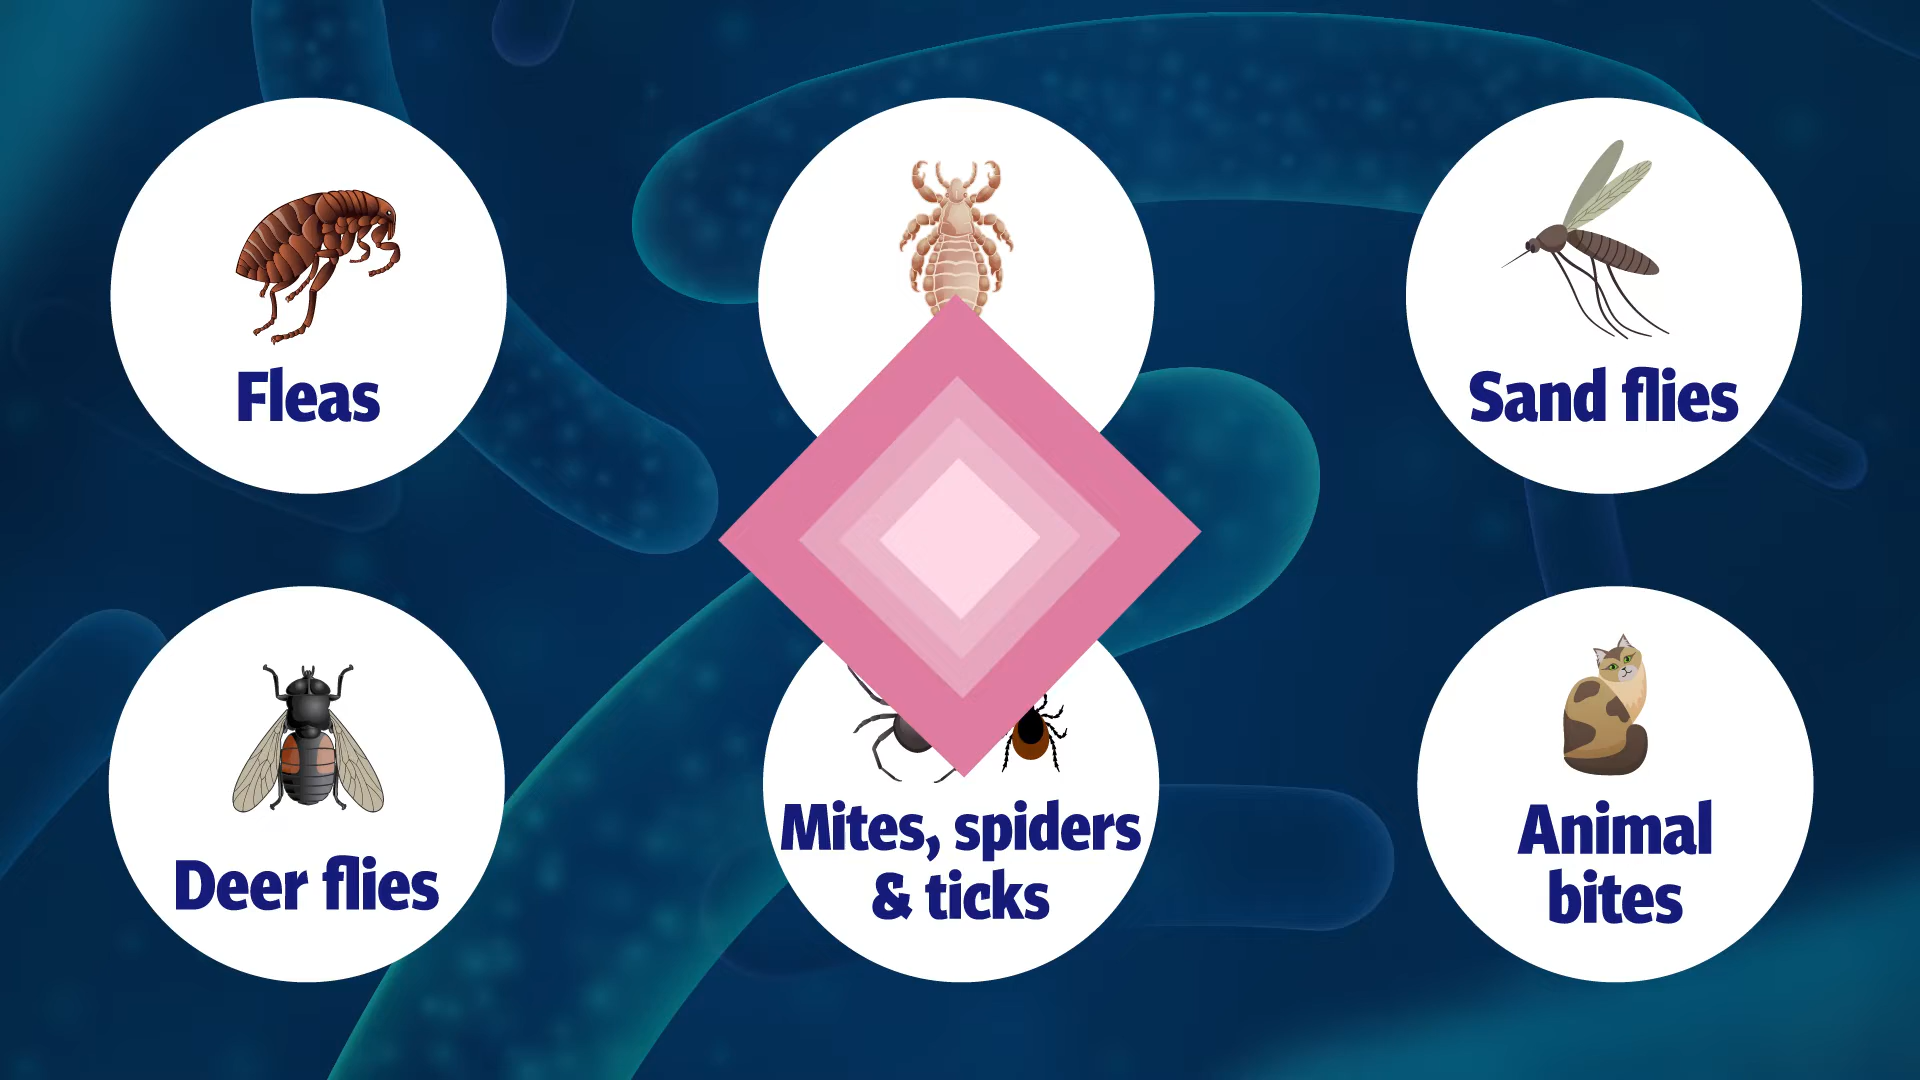 Fleas
Sand flies
Deer flies
Mites, spiders
& ticks
Animal
bites